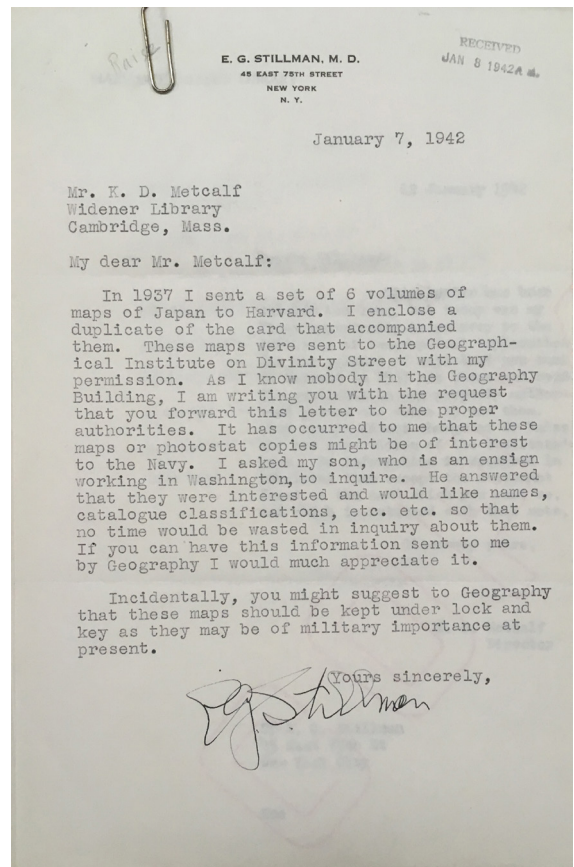 Raise
E. G. STILLMAN, M. D.
45 EAST 75TH STREET
NEW YORK
N. Y.
RECEIVED
JAN 8 1942
January 7, 1942
Mr. K. D. Metcalf
Widener Library
Cambridge, Mass.
My dear Mr. Metcalf:
In 1937 I sent a set of 6 volumes of
maps of Japan to Harvard. I enclose a
duplicate of the card that accompanied
them. These maps were sent to the Geograph-
ical Institute on Divinity Street with my
permission. As I know nobody in the Geography
Building, I am writing you with the request
that you forward this letter to the proper
authorities. It has occurred to me that these
maps or photostat copies might be of interest
to the Navy. I asked my son, who is an ensign
working in Washington, to inquire. He answered
that they were interested and would like names,
catalogue classifications, etc. etc. so that
no time would be wasted in inquiry about them.
If you can have this information sent to me
by Geography I would much appreciate it.
Incidentally, you might suggest to Geography
that these maps should be kept under lock and
key as they may be of military importance at
present.
Yours sincerely,
E.G. Stillman